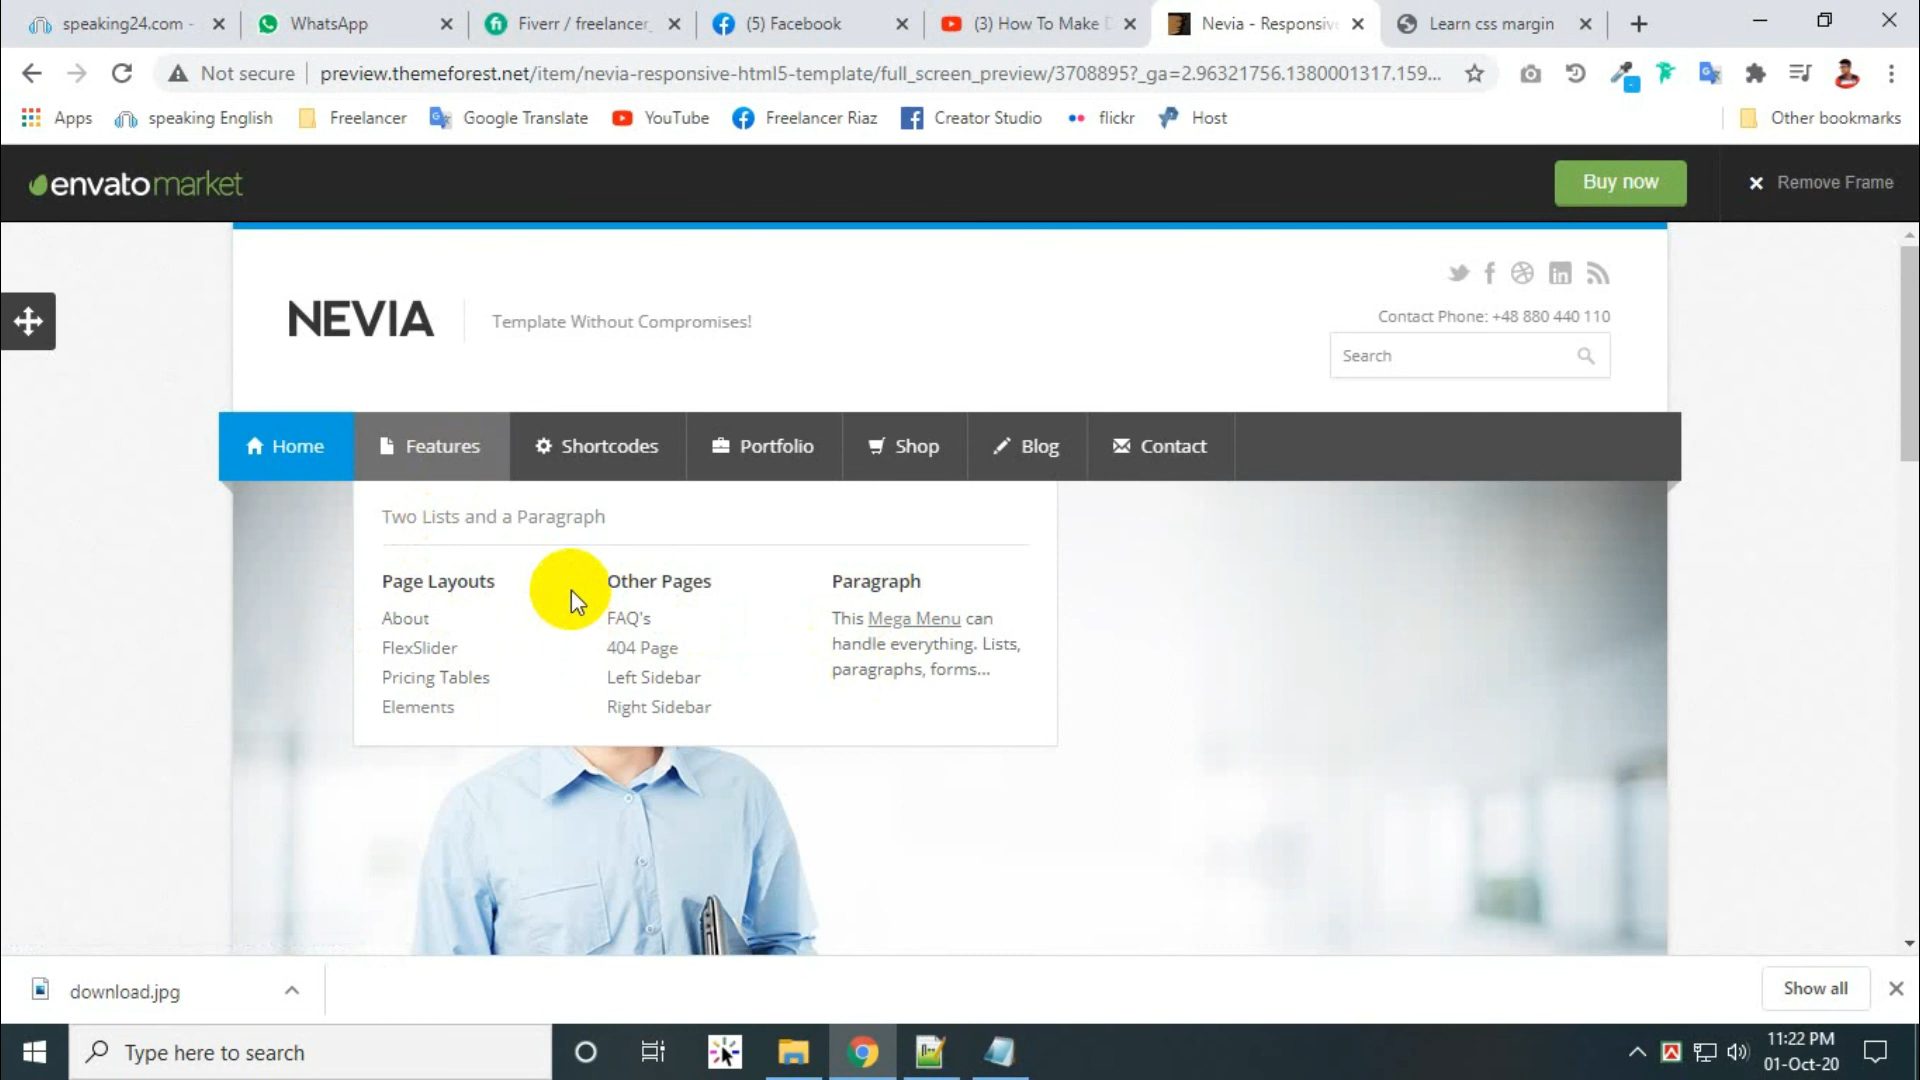 speaking24.com -
WhatsApp
Fiverr / freelancer_
(5) Facebook
(3) How To Make D
Nevia - Responsive
Learn css margin
Not secure
preview.themeforest.net/item/nevia-responsive-html5-template/full_screen_preview/3708895?_ga=2.96321756.1380001317.159...
Apps
speaking English
Freelancer
Google Translate
YouTube
Freelancer Riaz
Creator Studio
flickr
Host
Other bookmarks
envatomarket
Buy now
Remove Frame
NEVIA
Template Without Compromises!
Contact Phone: +48 880 440 110
Search
Home
Features
Shortcodes
Portfolio
Shop
Blog
Contact
Two Lists and a Paragraph
Page Layouts
About
FlexSlider
Pricing Tables
Elements
Other Pages
FAQ's
404 Page
Left Sidebar
Right Sidebar
Paragraph
This Mega Menu can
handle everything. Lists,
paragraphs, forms...
download.jpg
Show all
Type here to search
11:22 PM
01-Oct-20